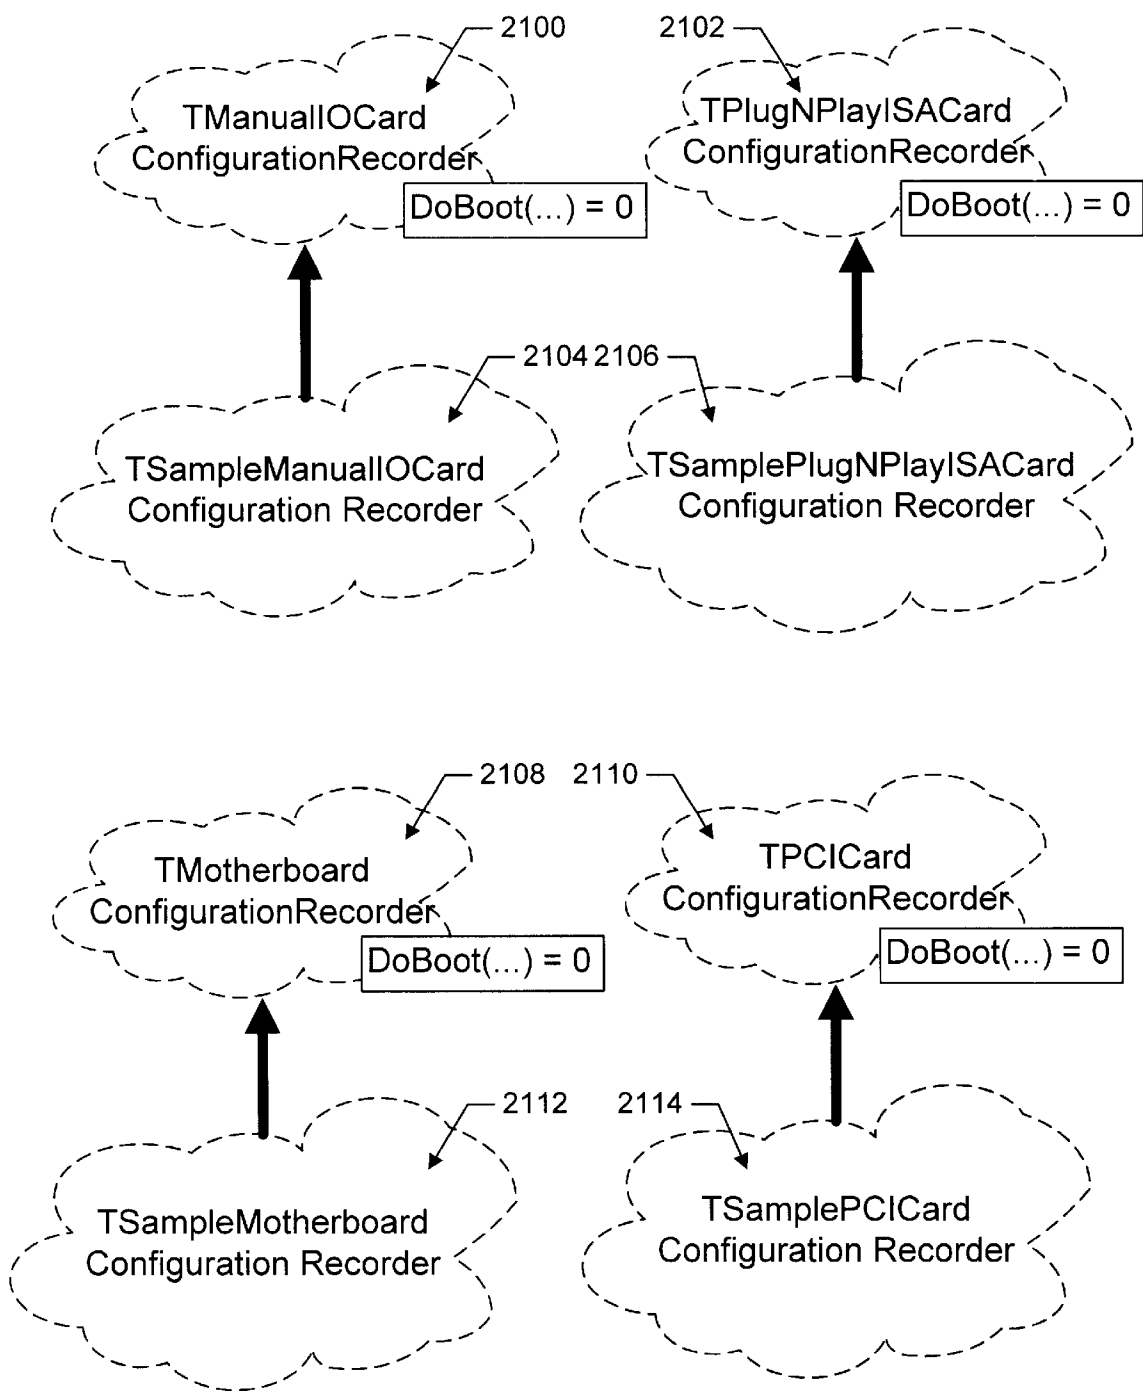 2100
2102
TManualIOCard
ConfigurationRecorder
DoBoot(...) = 0
TPlugNPlayISACard
ConfigurationRecorder
DoBoot(...) = 0
2104
2106
TSampleManualIOCard
Configuration Recorder
TSamplePlugNPlayISACard
Configuration Recorder
2108
2110
TMotherboard
ConfigurationRecorder
DoBoot(...) = 0
TPCICard
ConfigurationRecorder
DoBoot(...) = 0
2112
2114
TSampleMotherboard
Configuration Recorder
TSamplePCICard
Configuration Recorder